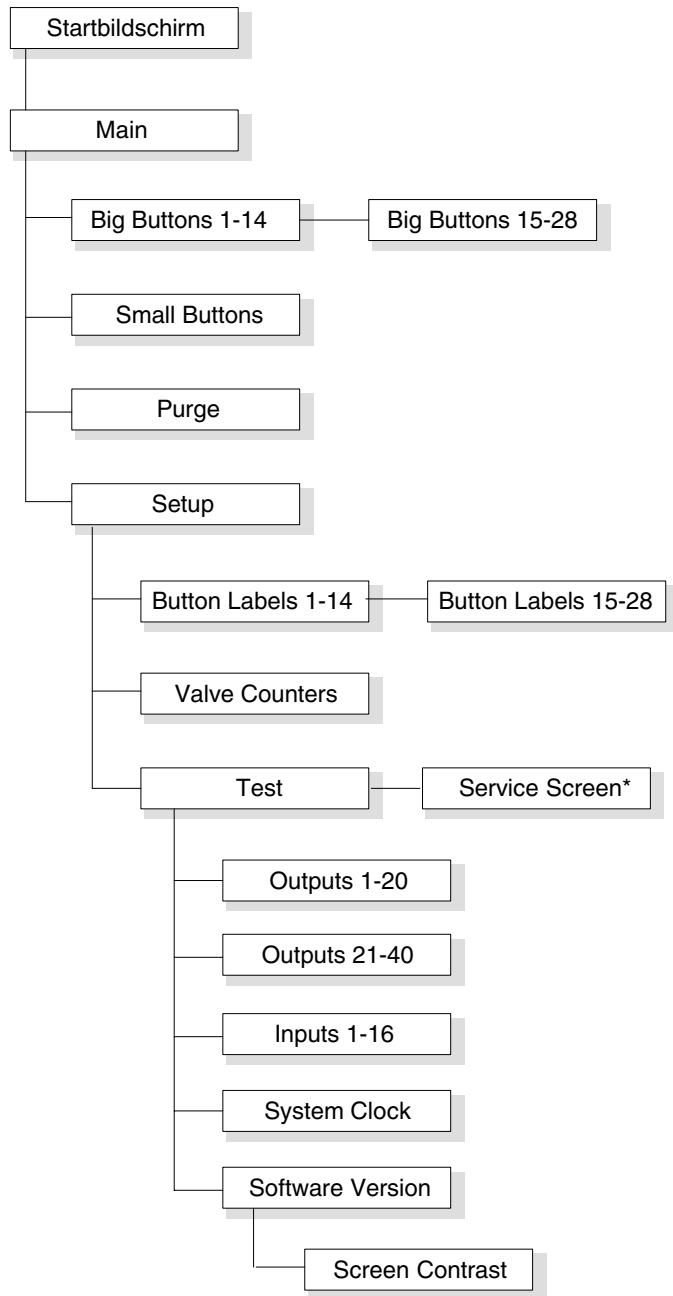 Startbildschirm
Main
Big Buttons 1-14
Big Buttons 15-28
Small Buttons
Purge
Setup
Button Labels 1-14
Button Labels 15-28
Valve Counters
Test
Service Screen*
Outputs 1-20
Outputs 21-40
Inputs 1-16
System Clock
Software Version
Screen Contrast